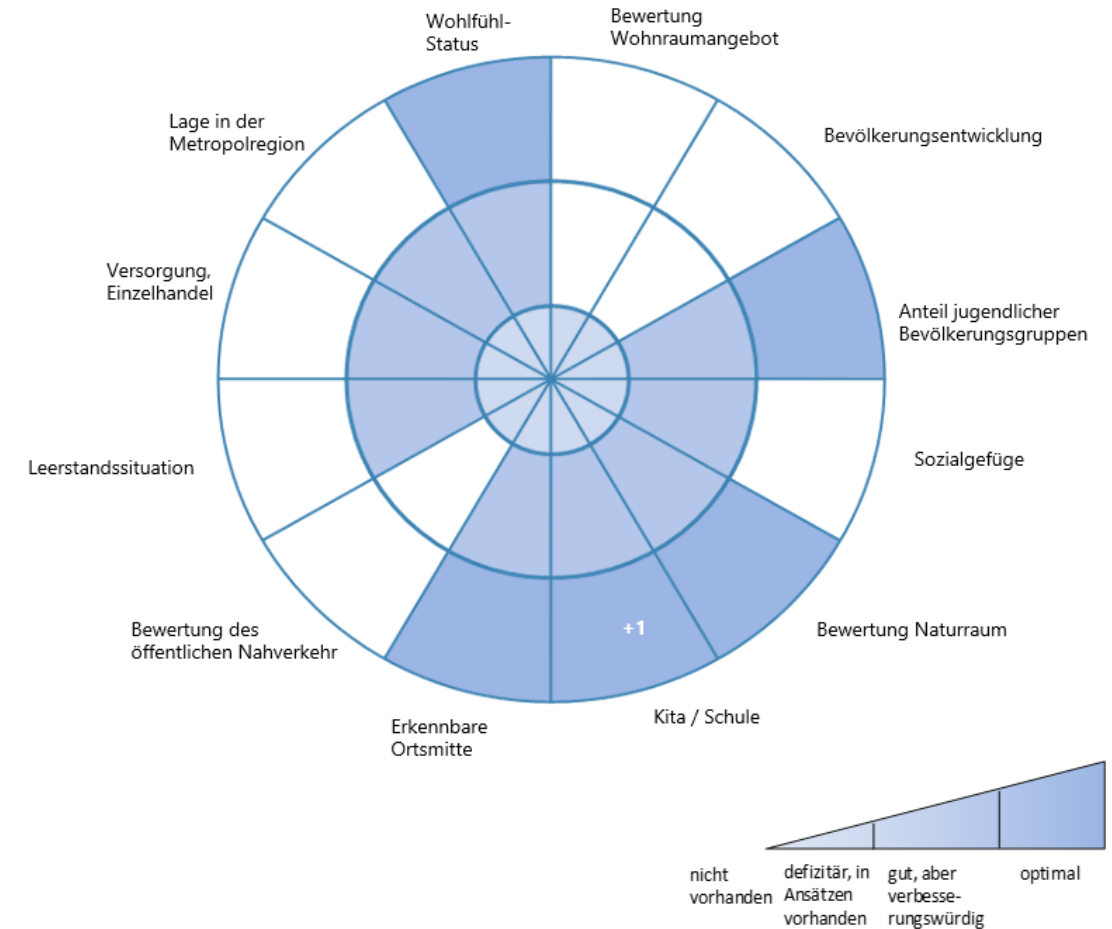 Wohlfühl-
Status
Bewertung
Wohnraumangebot
Lage in der
Metropolregion
Bevölkerungsentwicklung
Versorgung,
Einzelhandel
Anteil jugendlicher
Bevölkerungsgruppen
Leerstandssituation
Sozialgefüge
Bewertung des
öffentlichen Nahverkehr
+1
Bewertung Naturraum
Erkennbare
Ortsmitte
Kita / Schule
nicht
vorhanden
defizitär, in
Ansätzen
vorhanden
gut, aber
verbesse-
rungswürdig
optimal